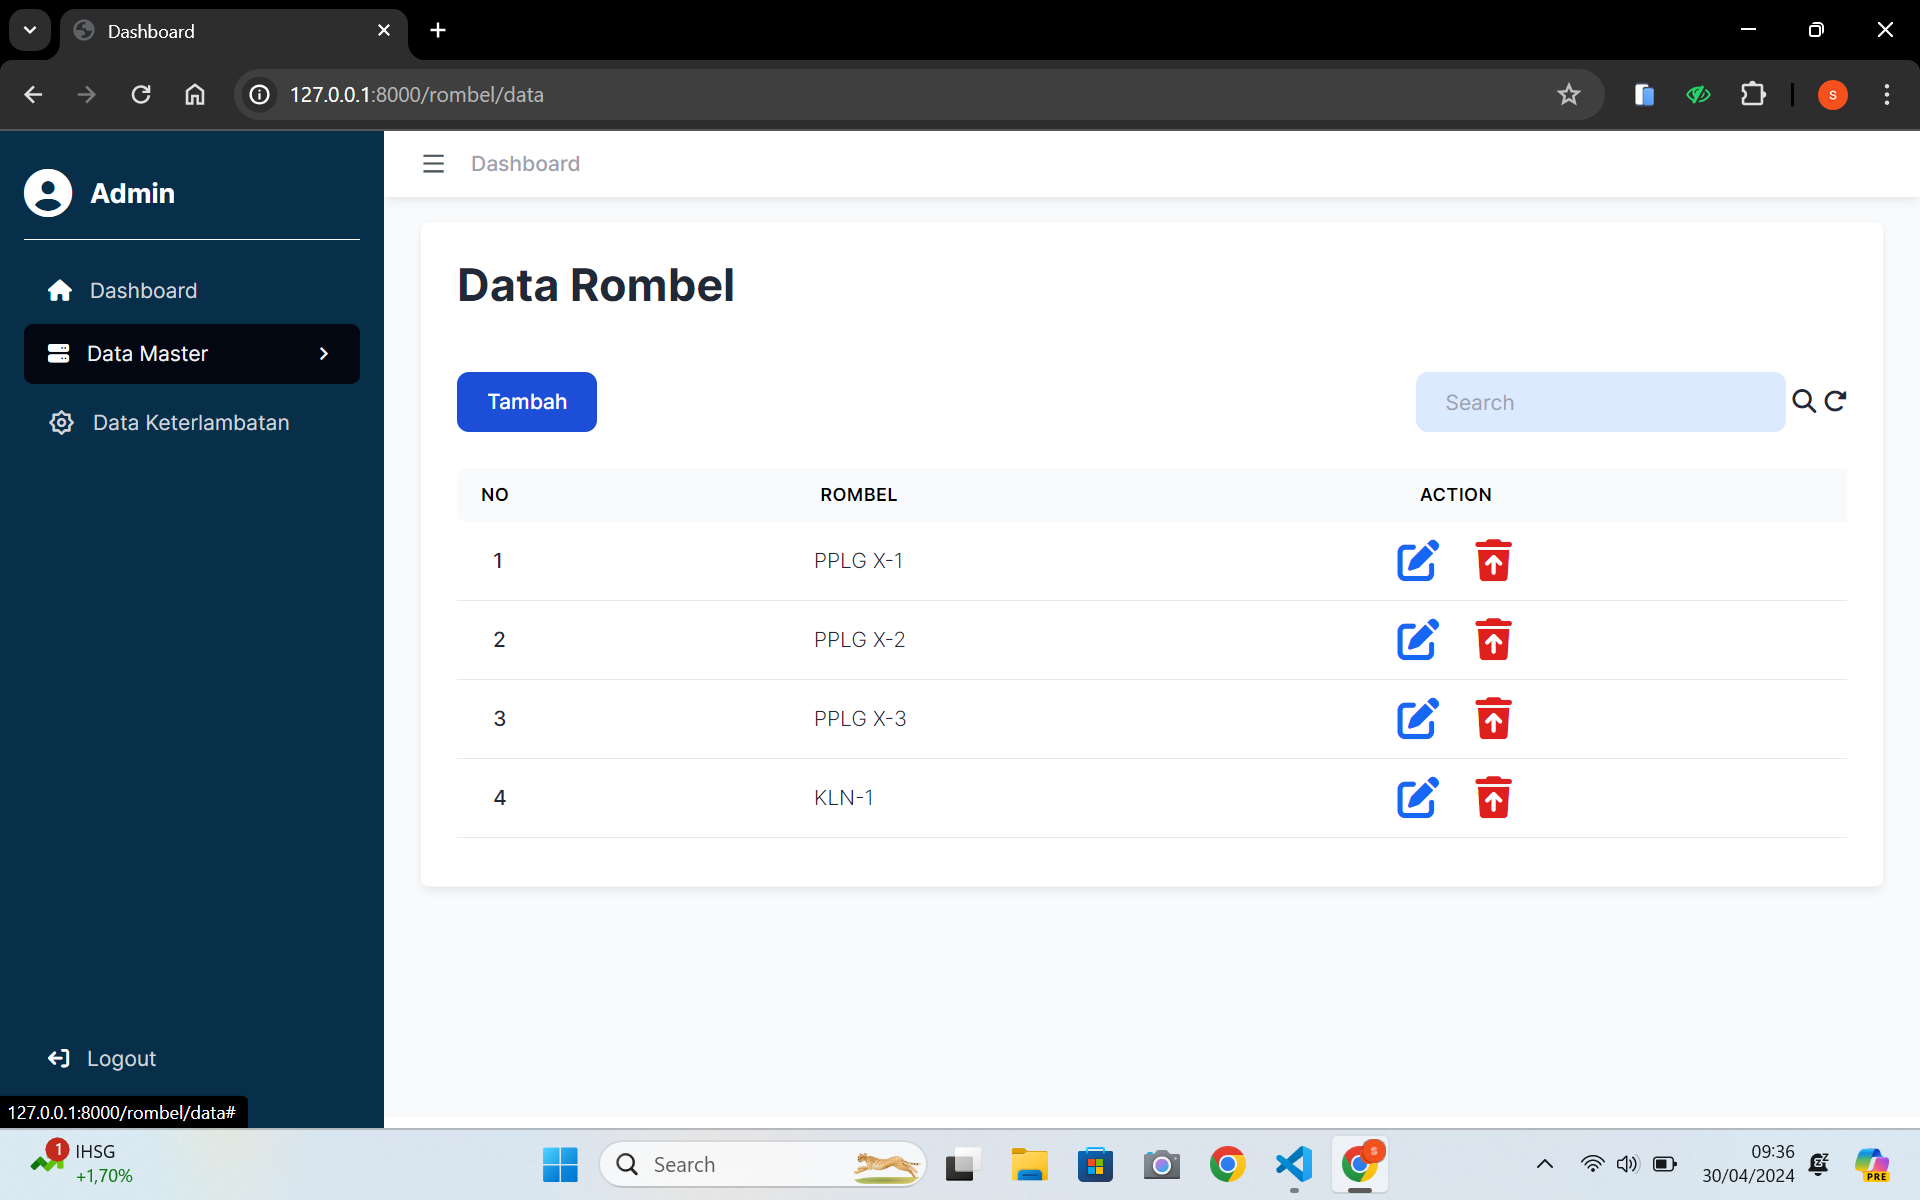 Dashboard
127.0.0.1:8000/rombel/data
S
Admin
Dashboard
Dashboard
Data Master
Data Keterlambatan
Data Rombel
Tambah
Search
NO ROMBEL ACTION
1 PPLG X-1
2 PPLG X-2
3 PPLG X-3
4 KLN-1
Logout
127.0.0.1:8000/rombel/data#
1
IHSG
+1,70%
Search
S
09:36
30/04/2024
PRE